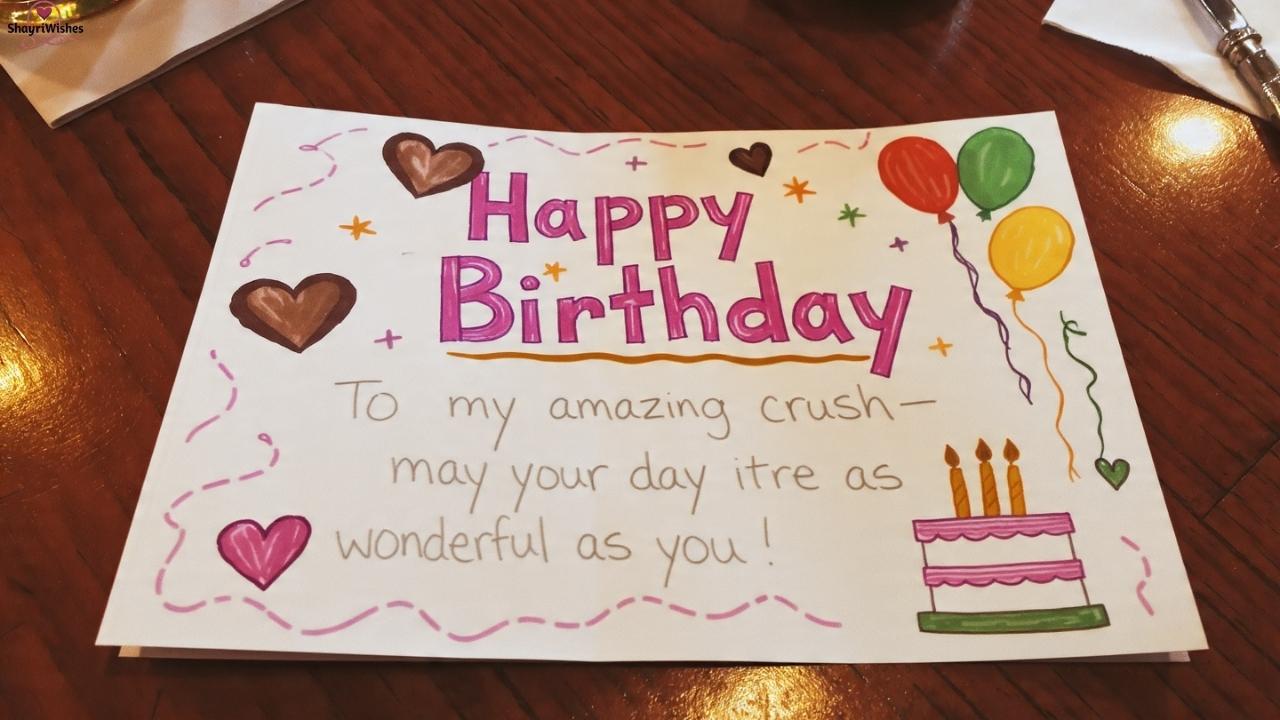 ShayriWishes
Happy
Birthday
To my amazing crush—
may your day itre as
wonderful as you!